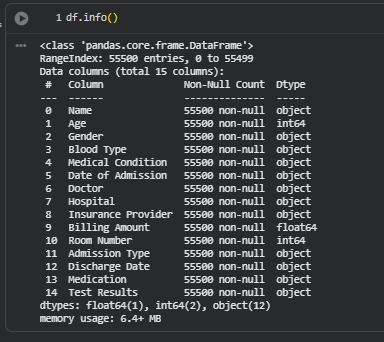 1 df.info()
<class 'pandas.core.frame.DataFrame'>
RangeIndex: 55500 entries, 0 to 55499
Data columns (total 15 columns):
 #   Column              Non-Null Count  Dtype
---  ------              --------------  -----
 0   Name                55500 non-null  object
 1   Age                 55500 non-null  int64
 2   Gender              55500 non-null  object
 3   Blood Type          55500 non-null  object
 4   Medical Condition   55500 non-null  object
 5   Date of Admission   55500 non-null  object
 6   Doctor              55500 non-null  object
 7   Hospital            55500 non-null  object
 8   Insurance Provider  55500 non-null  object
 9   Billing Amount      55500 non-null  float64
 10  Room Number         55500 non-null  int64
 11  Admission Type      55500 non-null  object
 12  Discharge Date      55500 non-null  object
 13  Medication          55500 non-null  object
 14  Test Results        55500 non-null  object
dtypes: float64(1), int64(2), object(12)
memory usage: 6.4+ MB